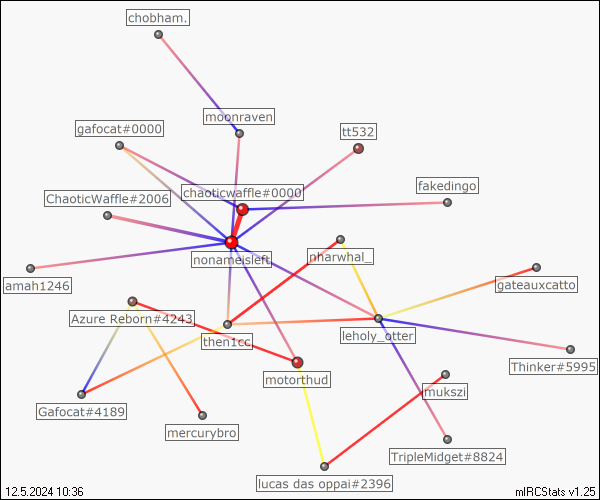 chobham.
moonraven
gafocat#0000
tt532
chaoticwaffle#0000
fakedingo
ChaoticWaffle#2006
nonameisleft
nharwhal_
amah1246
gateauxcatto
Azure Reborn#4243
then1cc
leholy_otter
Thinker#5995
motorthud
mukszi
Gafocat#4189
mercurybro
TripleMidget#8824
lucas das oppai#2396
12.5.2024 10:36
mIRCStats v1.25